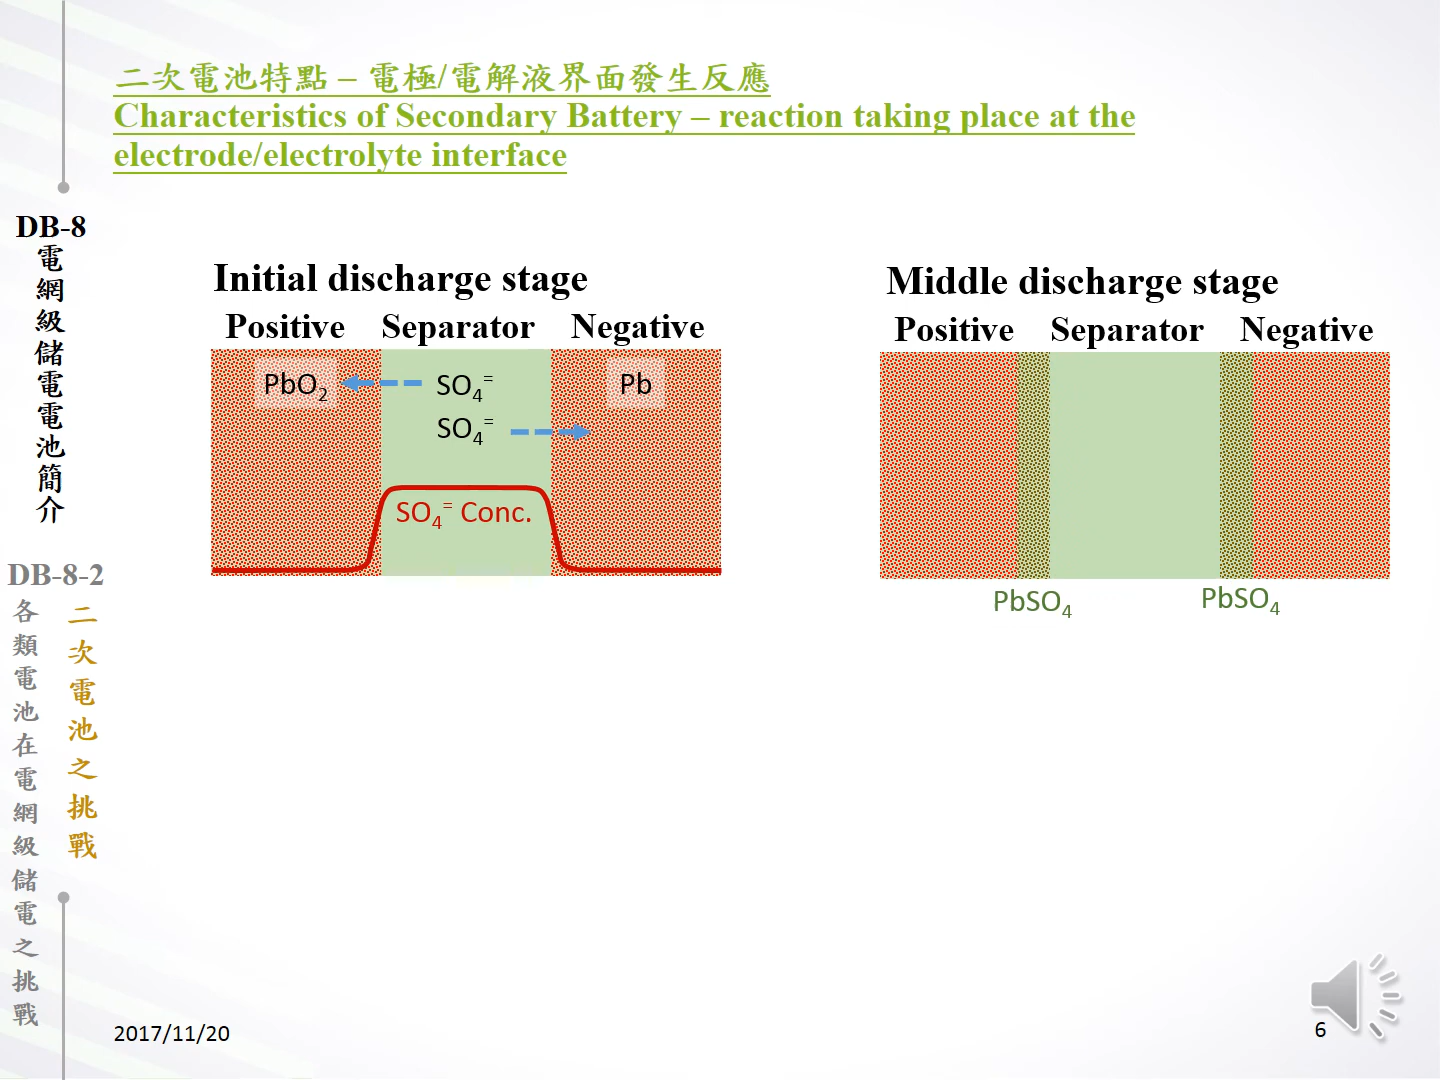 二次電池特點 – 電極/電解液界面發生反應
Characteristics of Secondary Battery – reaction taking place at the
electrode/electrolyte interface
DB-8
電網級儲電電池簡介
DB-8-2
各類電池在電網級儲電之挑戰
二次電池之挑戰
Initial discharge stage
Positive Separator Negative
PbO₂ SO₄⁼ Pb
SO₄⁼
SO₄⁼ Conc.
Middle discharge stage
Positive Separator Negative
PbSO₄ PbSO₄
2017/11/20
6